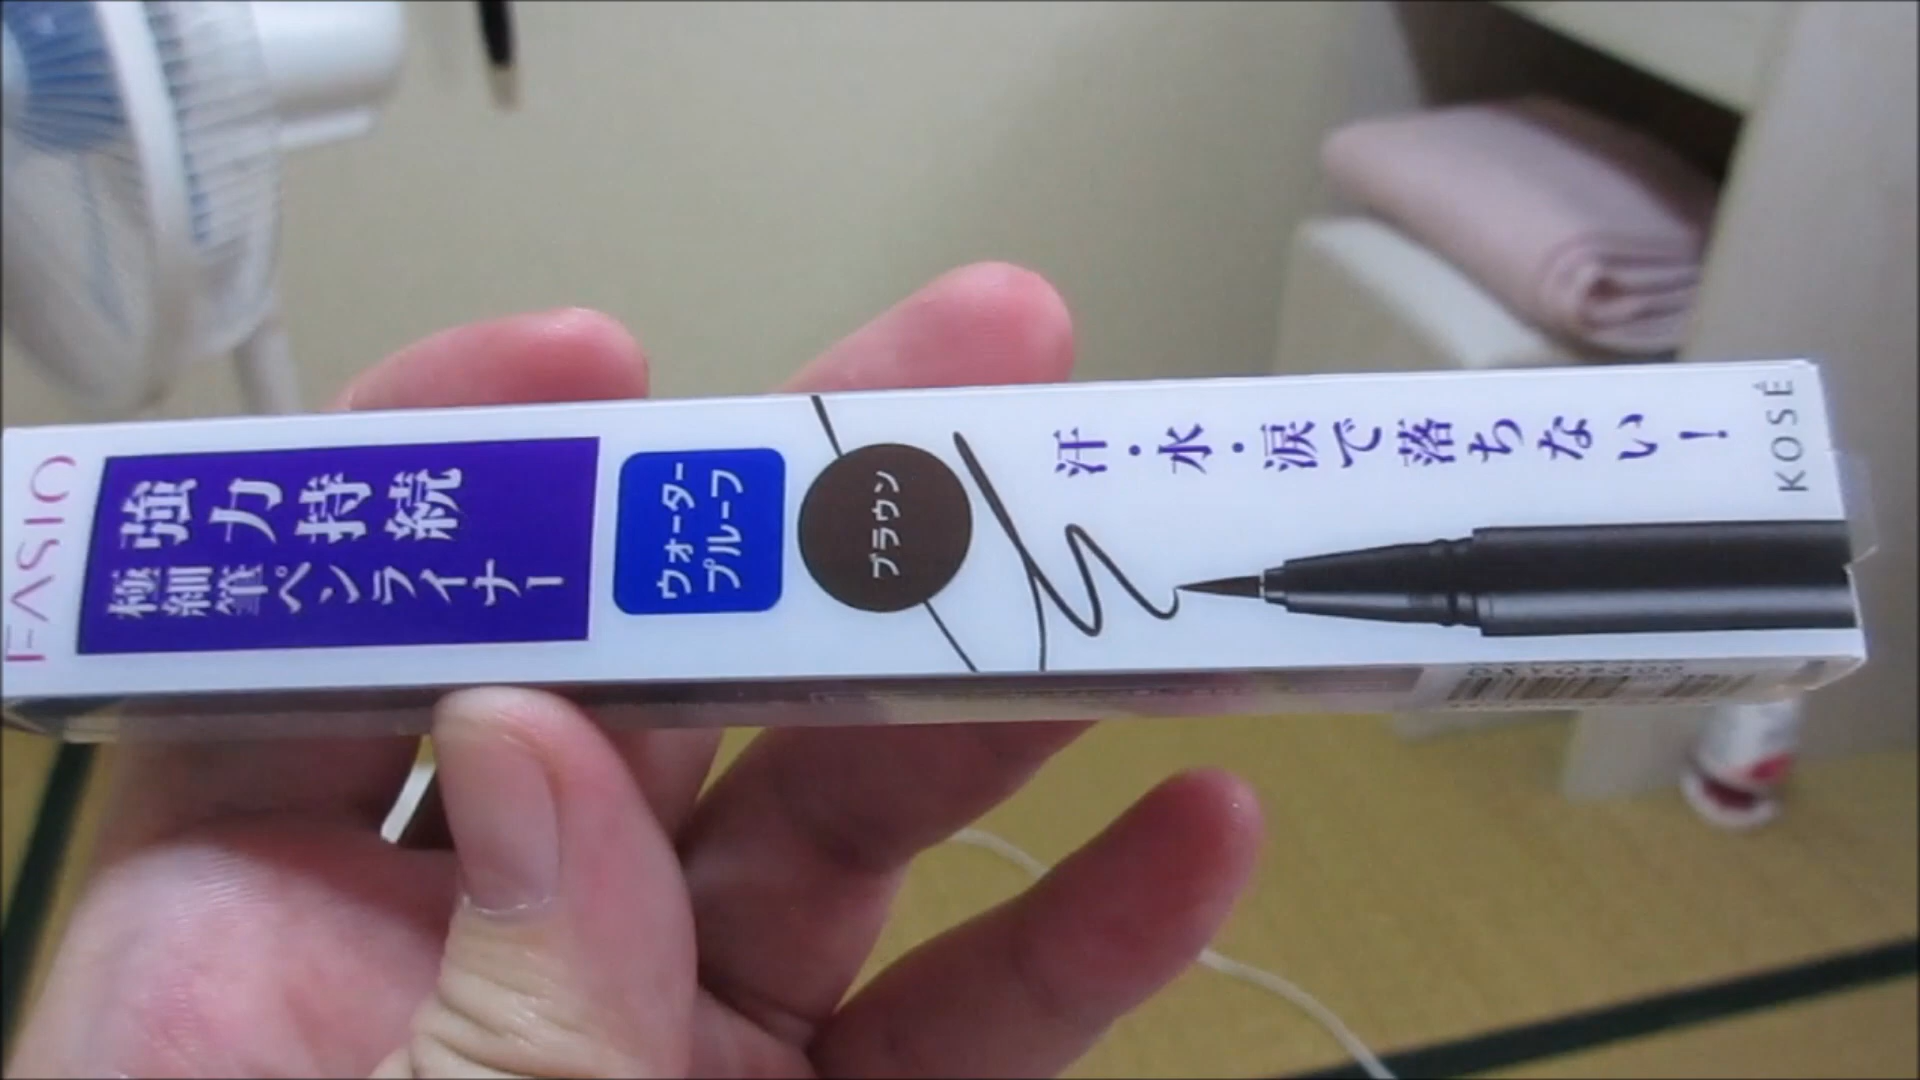 FASIO
強力持続
極細筆ペンライナー
ウォーター
プルーフ
ブラウン
汗・水・涙で落ちない!
KOSÉ